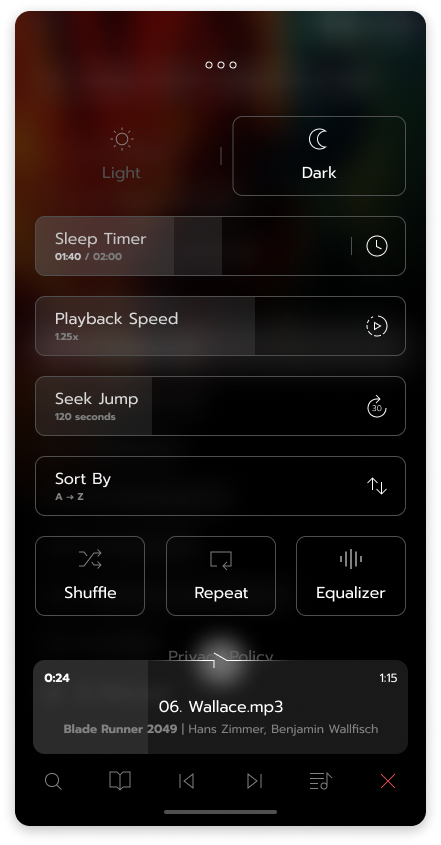 Light
Dark
Sleep Timer
01:40 / 02:00
Playback Speed
1.25x
Seek Jump
120 seconds
30
Sort By
A → Z
Shuffle
Repeat
Equalizer
Privacy Policy
0:24
1:15
06. Wallace.mp3
Blade Runner 2049 | Hans Zimmer, Benjamin Wallfisch